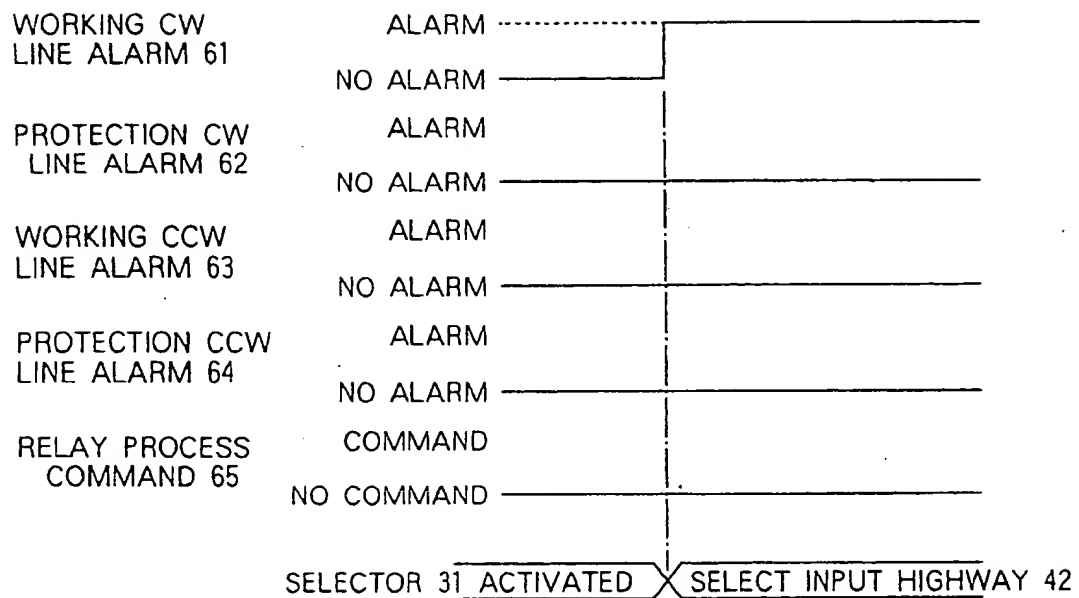 WORKING CW
LINE ALARM 61
ALARM
NO ALARM
PROTECTION CW
LINE ALARM 62
ALARM
NO ALARM
WORKING CCW
LINE ALARM 63
ALARM
NO ALARM
PROTECTION CCW
LINE ALARM 64
ALARM
NO ALARM
RELAY PROCESS
COMMAND 65
COMMAND
NO COMMAND
SELECTOR 31 ACTIVATED SELECT INPUT HIGHWAY 42